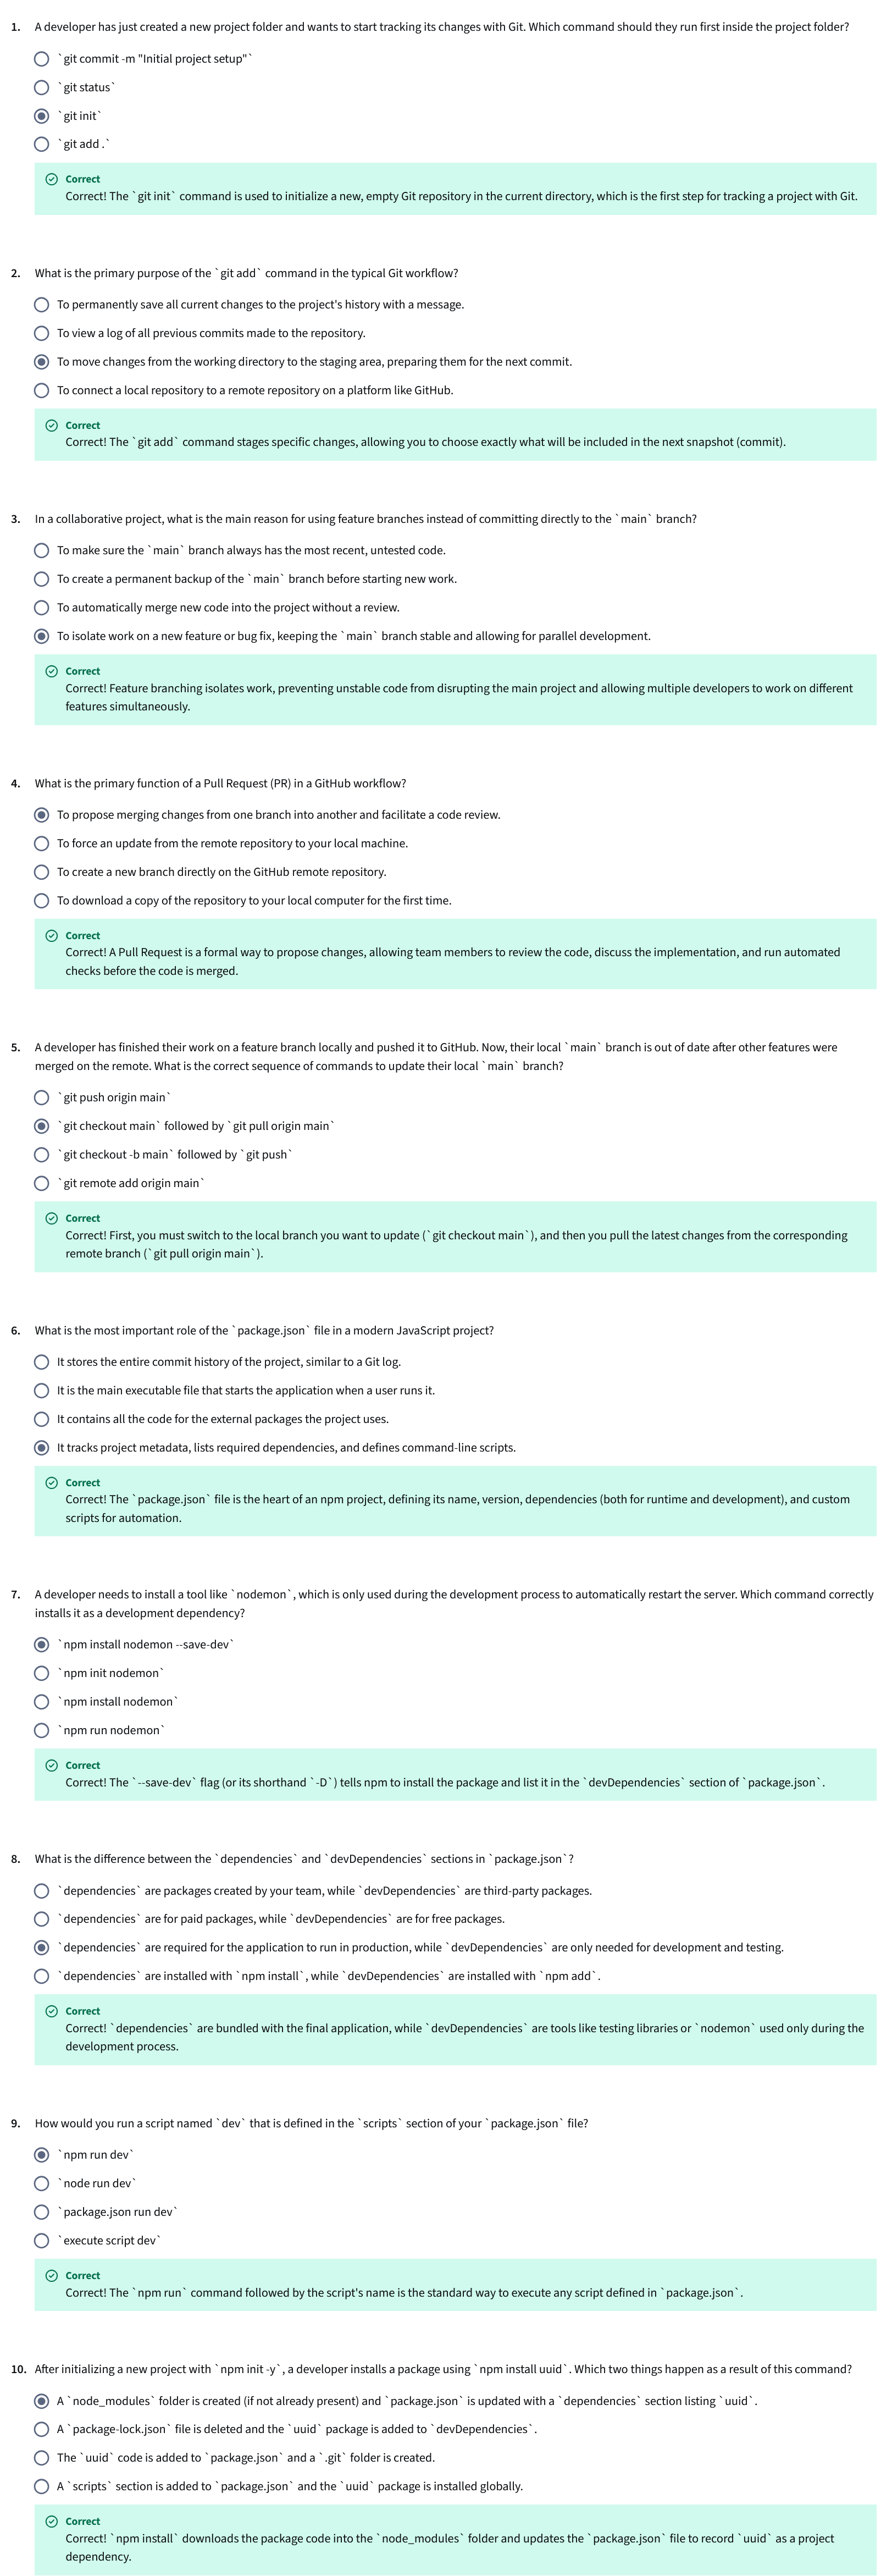 1. A developer has just created a new project folder and wants to start tracking its changes with Git. Which command should they run first inside the project folder?
`git commit -m "Initial project setup"`
`git status`
`git init`
`git add .`
Correct
Correct! The `git init` command is used to initialize a new, empty Git repository in the current directory, which is the first step for tracking a project with Git.
2. What is the primary purpose of the `git add` command in the typical Git workflow?
To permanently save all current changes to the project's history with a message.
To view a log of all previous commits made to the repository.
To move changes from the working directory to the staging area, preparing them for the next commit.
To connect a local repository to a remote repository on a platform like GitHub.
Correct
Correct! The `git add` command stages specific changes, allowing you to choose exactly what will be included in the next snapshot (commit).
3. In a collaborative project, what is the main reason for using feature branches instead of committing directly to the `main` branch?
To make sure the `main` branch always has the most recent, untested code.
To create a permanent backup of the `main` branch before starting new work.
To automatically merge new code into the project without a review.
To isolate work on a new feature or bug fix, keeping the `main` branch stable and allowing for parallel development.
Correct
Correct! Feature branching isolates work, preventing unstable code from disrupting the main project and allowing multiple developers to work on different
features simultaneously.
4. What is the primary function of a Pull Request (PR) in a GitHub workflow?
To propose merging changes from one branch into another and facilitate a code review.
To force an update from the remote repository to your local machine.
To create a new branch directly on the GitHub remote repository.
To download a copy of the repository to your local computer for the first time.
Correct
Correct! A Pull Request is a formal way to propose changes, allowing team members to review the code, discuss the implementation, and run automated
checks before the code is merged.
5. A developer has finished their work on a feature branch locally and pushed it to GitHub. Now, their local `main` branch is out of date after other features were
merged on the remote. What is the correct sequence of commands to update their local `main` branch?
`git push origin main`
`git checkout main` followed by `git pull origin main`
`git checkout -b main` followed by `git push`
`git remote add origin main`
Correct
Correct! First, you must switch to the local branch you want to update (`git checkout main`), and then you pull the latest changes from the corresponding
remote branch (`git pull origin main`).
6. What is the most important role of the `package.json` file in a modern JavaScript project?
It stores the entire commit history of the project, similar to a Git log.
It is the main executable file that starts the application when a user runs it.
It contains all the code for the external packages the project uses.
It tracks project metadata, lists required dependencies, and defines command-line scripts.
Correct
Correct! The `package.json` file is the heart of an npm project, defining its name, version, dependencies (both for runtime and development), and custom
scripts for automation.
7. A developer needs to install a tool like `nodemon`, which is only used during the development process to automatically restart the server. Which command correctly
installs it as a development dependency?
`npm install nodemon --save-dev`
`npm init nodemon`
`npm install nodemon`
`npm run nodemon`
Correct
Correct! The `--save-dev` flag (or its shorthand `-D`) tells npm to install the package and list it in the `devDependencies` section of `package.json`.
8. What is the difference between the `dependencies` and `devDependencies` sections in `package.json`?
`dependencies` are packages created by your team, while `devDependencies` are third-party packages.
`dependencies` are for paid packages, while `devDependencies` are for free packages.
`dependencies` are required for the application to run in production, while `devDependencies` are only needed for development and testing.
`dependencies` are installed with `npm install`, while `devDependencies` are installed with `npm add`.
Correct
Correct! `dependencies` are bundled with the final application, while `devDependencies` are tools like testing libraries or `nodemon` used only during the
development process.
9. How would you run a script named `dev` that is defined in the `scripts` section of your `package.json` file?
`npm run dev`
`node run dev`
`package.json run dev`
`execute script dev`
Correct
Correct! The `npm run` command followed by the script's name is the standard way to execute any script defined in `package.json`.
10. After initializing a new project with `npm init -y`, a developer installs a package using `npm install uuid`. Which two things happen as a result of this command?
A `node_modules` folder is created (if not already present) and `package.json` is updated with a `dependencies` section listing `uuid`.
A `package-lock.json` file is deleted and the `uuid` package is added to `devDependencies`.
The `uuid` code is added to `package.json` and a `.git` folder is created.
A `scripts` section is added to `package.json` and the `uuid` package is installed globally.
Correct
Correct! `npm install` downloads the package code into the `node_modules` folder and updates the `package.json` file to record `uuid` as a project
dependency.